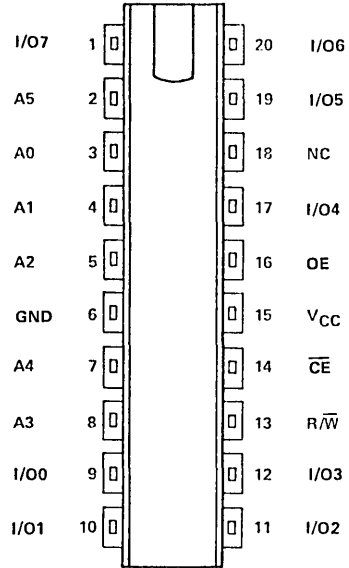 I/O7 1 20 I/O6
A5 2 19 I/O5
A0 3 18 NC
A1 4 17 I/O4
A2 5 16 OE
GND 6 15 VCC
A4 7 14 C̅E̅
A3 8 13 R/W̅
I/O0 9 12 I/O3
I/O1 10 11 I/O2